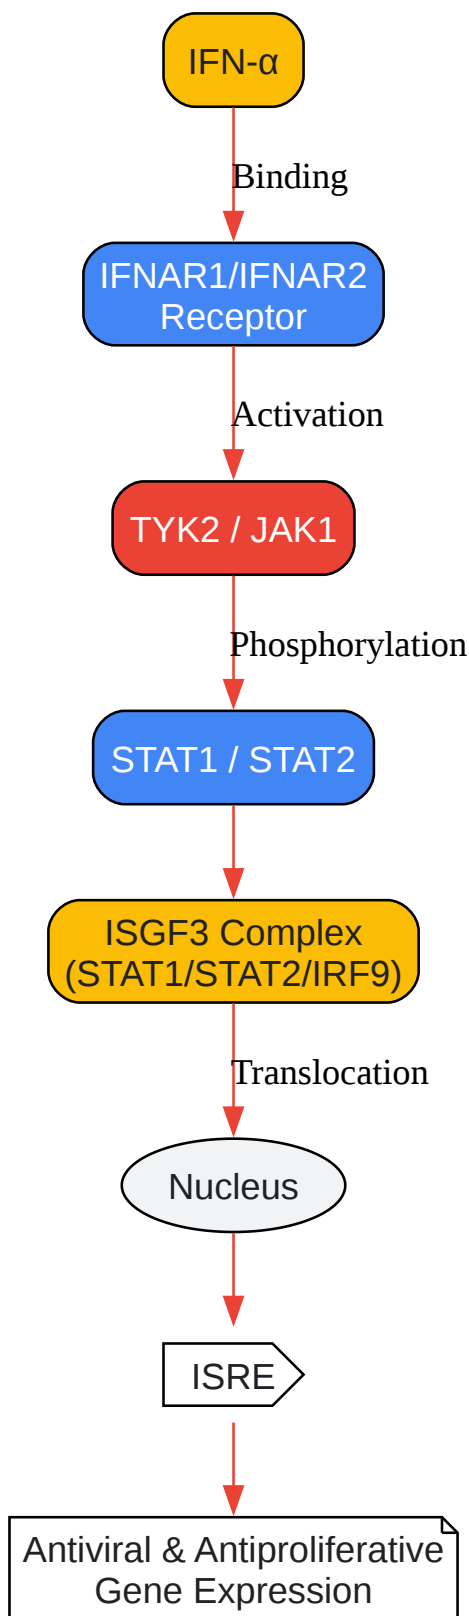 IFN-α
Binding
IFNAR1/IFNAR2
Receptor
Activation
TYK2 / JAK1
Phosphorylation
STAT1 / STAT2
ISGF3 Complex
(STAT1/STAT2/IRF9)
Translocation
Nucleus
ISRE
Antiviral & Antiproliferative
Gene Expression